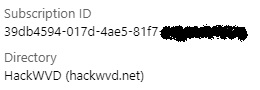 Subscription ID
39db4594-017d-4ae5-81f7-
Directory
HackWVD (hackwvd.net)